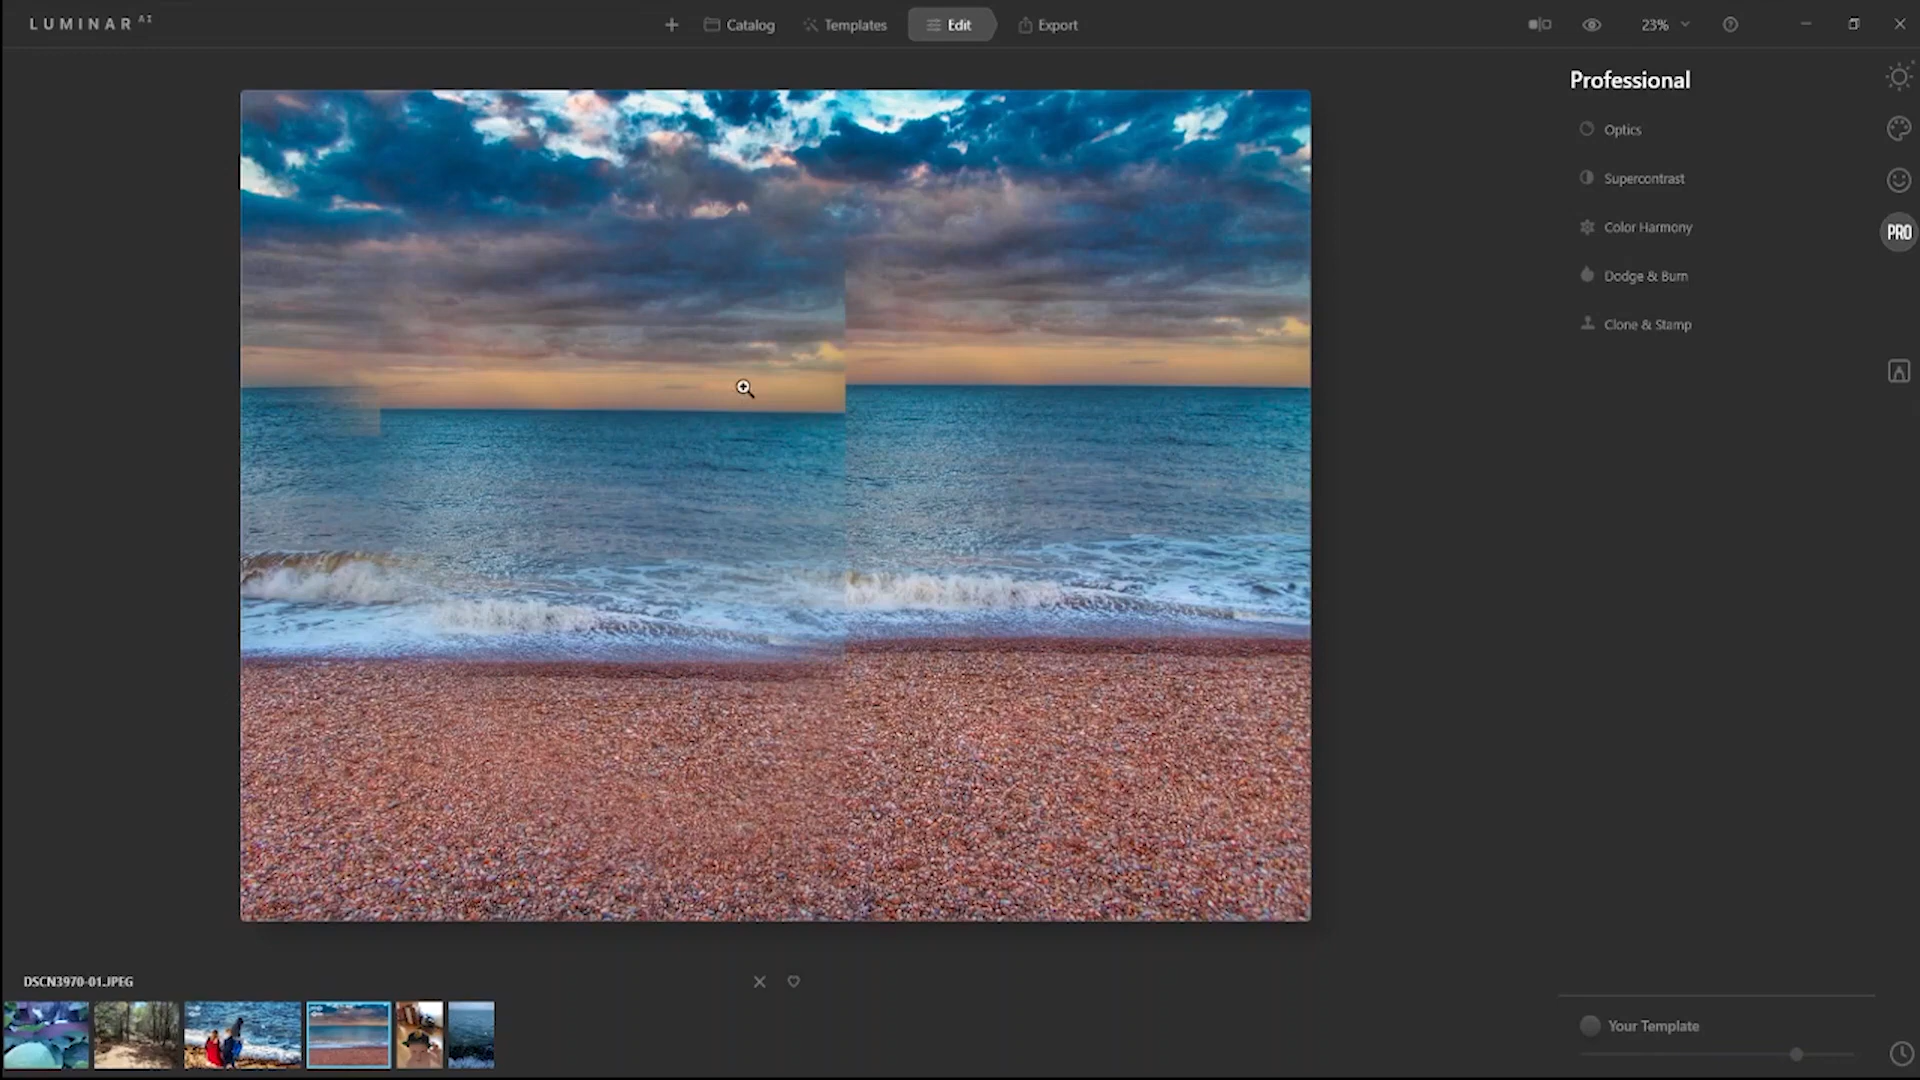 LUMINAR AI
Catalog
Templates
Edit
Export
23%
Professional
Optics
Supercontrast
Color Harmony
Dodge & Burn
Clone & Stamp
PRO
DSCN3970-01.JPEG
Your Template